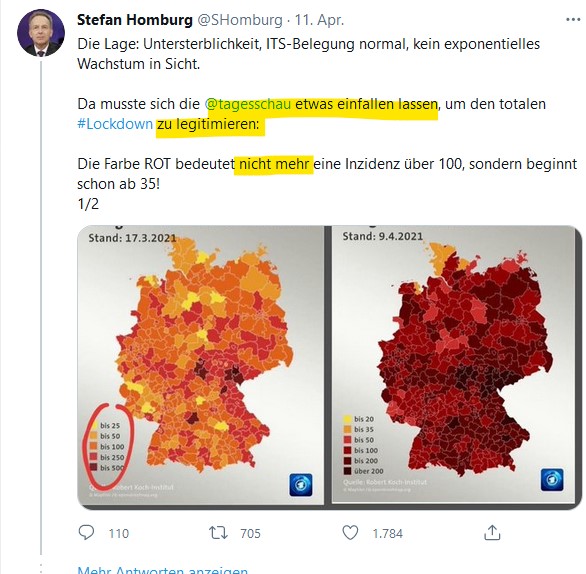 Stefan Homburg @SHomburg · 11. Apr.
Die Lage: Untersterblichkeit, ITS-Belegung normal, kein exponentielles
Wachstum in Sicht.
Da musste sich die @tagesschau etwas einfallen lassen, um den totalen
#Lockdown zu legitimieren:
Die Farbe ROT bedeutet nicht mehr eine Inzidenz über 100, sondern beginnt
schon ab 35!
1/2
Stand: 17.3.2021
bis 25
bis 50
bis 100
bis 250
bis 500
Quelle: Robert Koch-Institut
Stand: 9.4.2021
bis 20
bis 35
bis 50
bis 100
bis 200
über 200
Quelle: Robert Koch-Institut
110
705
1.784
Mehr Antworten anzeigen